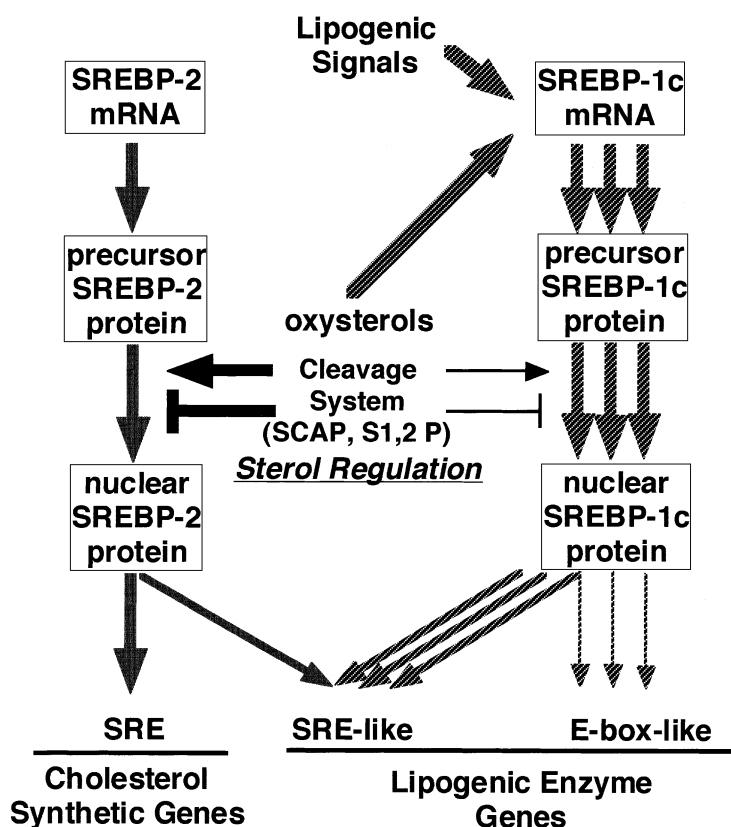 Lipogenic
Signals
SREBP-2
mRNA
SREBP-1c
mRNA
precursor
SREBP-2
protein
precursor
SREBP-1c
protein
oxysterols
Cleavage
System
(SCAP, S1,2 P)
Sterol Regulation
nuclear
SREBP-2
protein
nuclear
SREBP-1c
protein
SRE
SRE-like
E-box-like
Cholesterol
Synthetic Genes
Lipogenic Enzyme
Genes